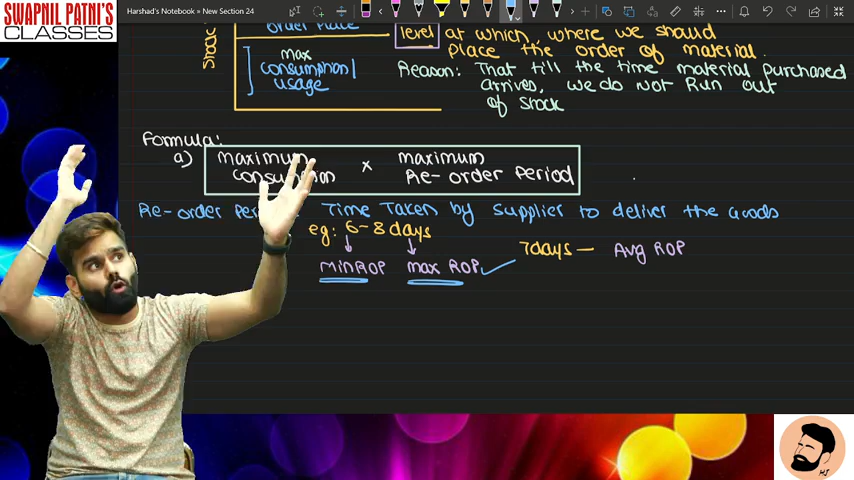 SWAPNIL PATNI'S
CLASSES
Harshad's Notebook » New Section 24
Stock
order Place
max
consumption/
usage
level at which, where we should
place the order of material.
Reason: That till the time material purchased
arrives, we do not Run out
of stock
Formula:
a) maximum consumption x maximum Re-order Period
Re-order Time Taken by supplier to deliver the Goods
eg: 6-8 days
Min ROP max ROP ✓ 7days — Avg ROP
HS